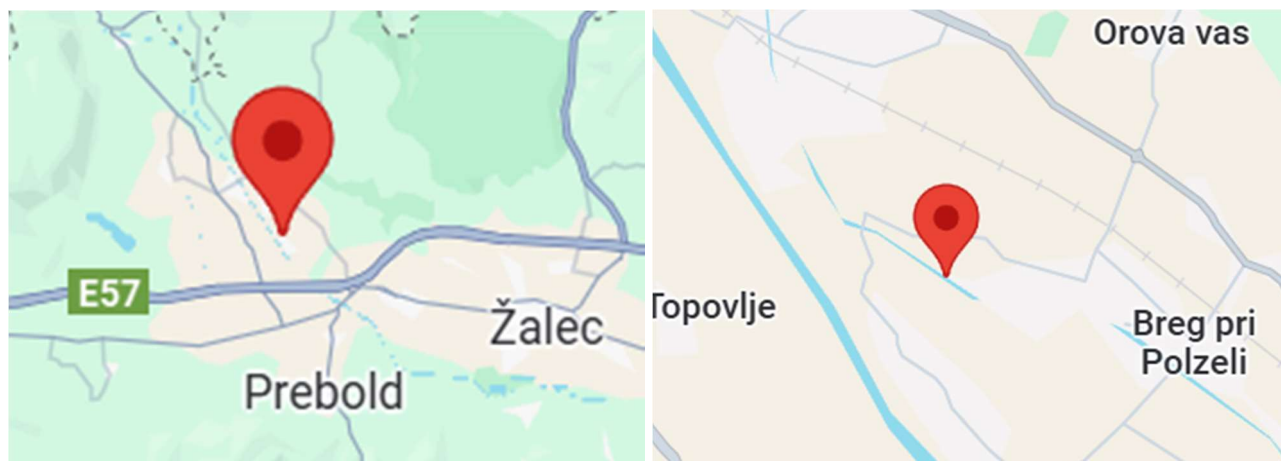 E57
Žalec
Prebold
Orova vas
Topovlje
Breg pri
Polzeli